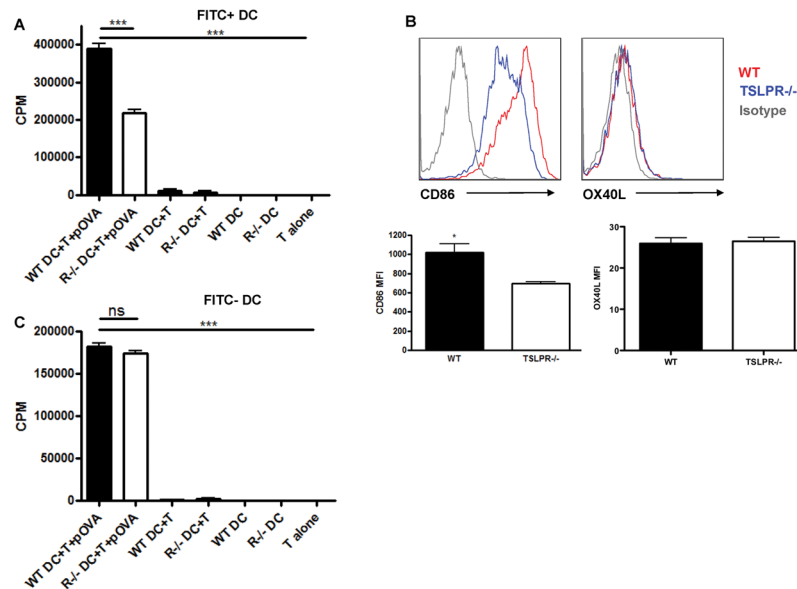 A
FITC+ DC
***
***
CPM
400000
300000
200000
100000
0
WT DC+T+pOVA
R-/- DC+T+pOVA
WT DC+T
R-/- DC+T
WT DC
R-/- DC
T alone
B
WT
TSLPR-/-
Isotype
CD86
OX40L
CD86 MFI
1200
1000
800
600
400
200
0
*
WT
TSLPR-/-
OX40L MFI
30
20
10
0
WT
TSLPR-/-
C
FITC- DC
ns
***
CPM
200000
150000
100000
50000
0
WT DC+T+pOVA
R-/- DC+T+pOVA
WT DC+T
R-/- DC+T
WT DC
R-/- DC
T alone